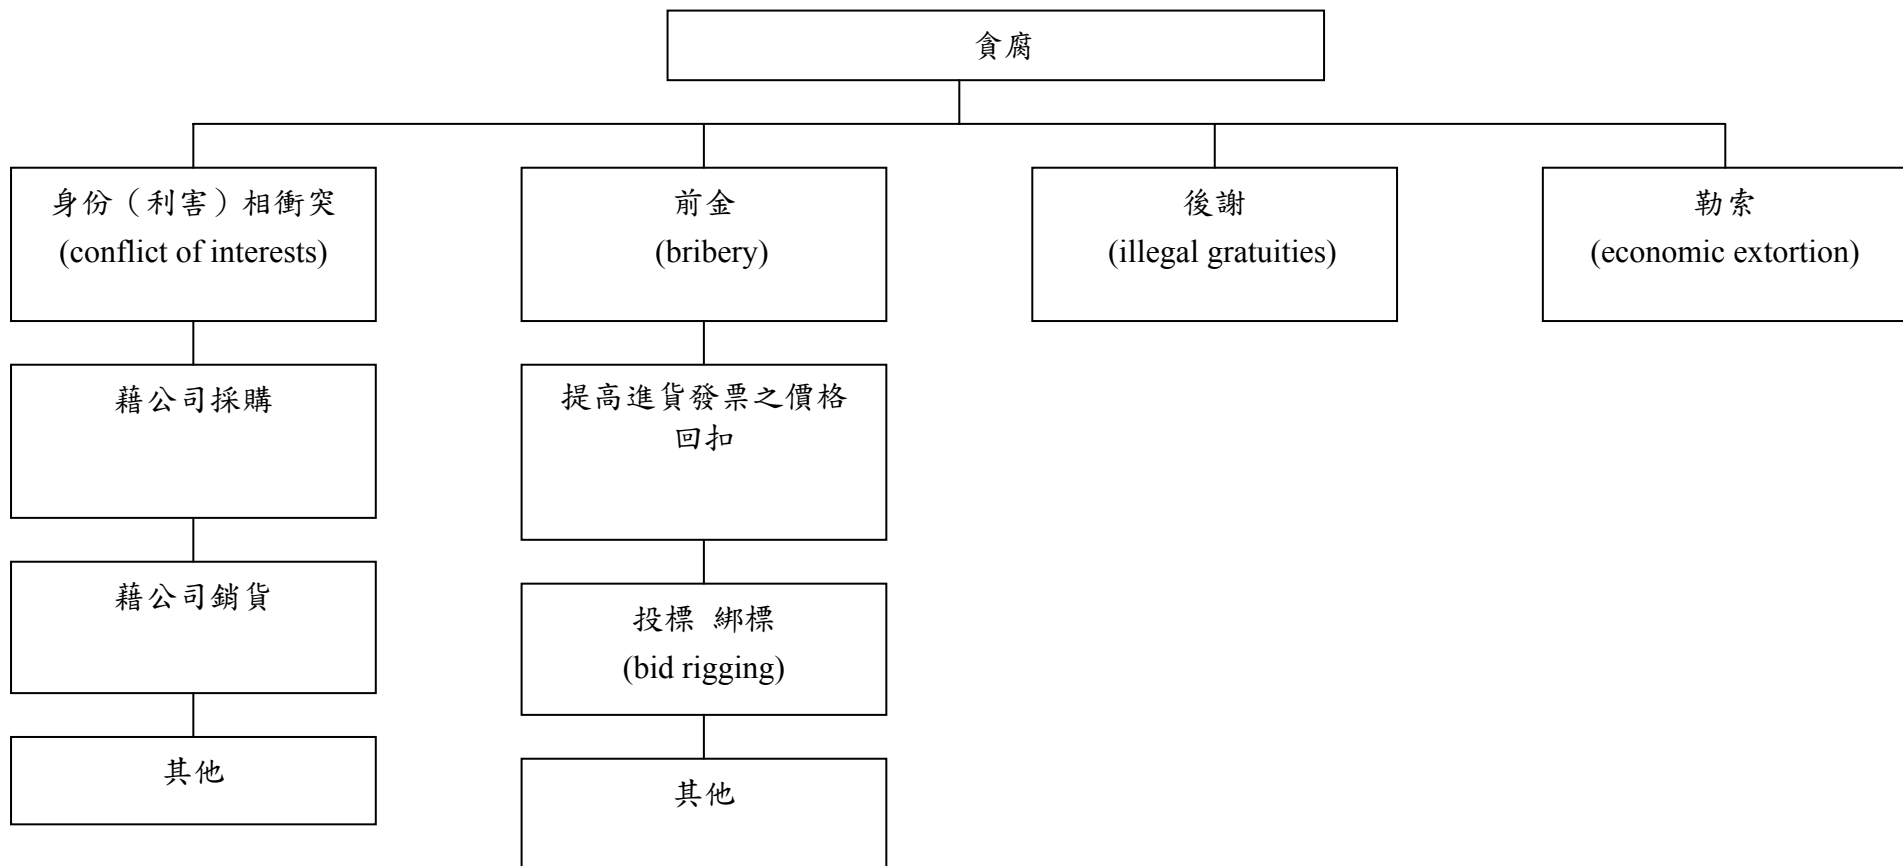 貪腐
身份（利害）相衝突
(conflict of interests)
前金
(bribery)
後謝
(illegal gratuities)
勒索
(economic extortion)
藉公司採購
提高進貨發票之價格
回扣
藉公司銷貨
投標 綁標
(bid rigging)
其他
其他